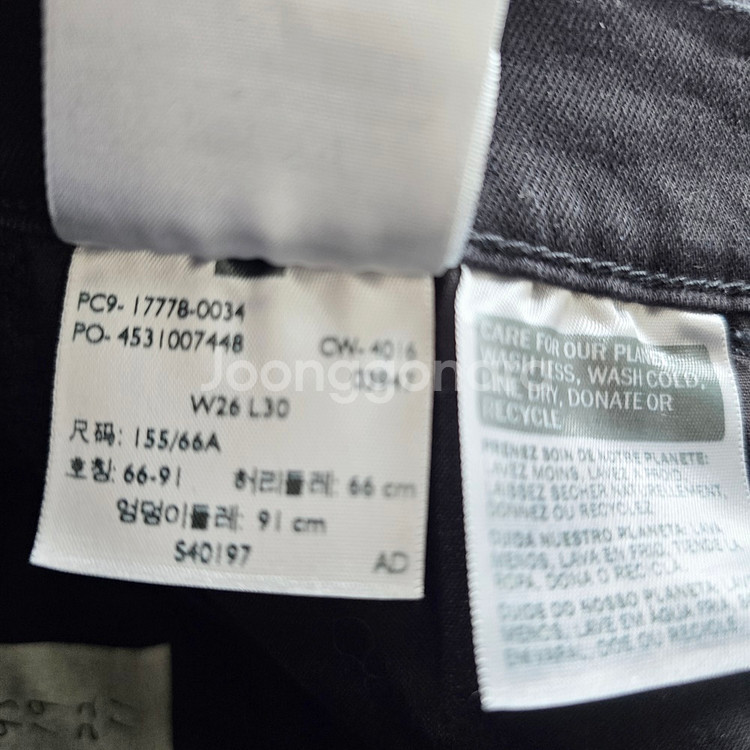 PC9- 17778-0034
PO- 4531007448
CW- 4016
W26 L30
尺码: 155/66A
호칭: 66-91 허리둘레: 66 cm
엉덩이둘레: 91 cm
S40197
AD
Joonggonara
CARE FOR OUR PLANET:
WASH LESS, WASH COLD,
LINE DRY, DONATE OR
RECYCLE
PRENEZ SOIN DE NOTRE PLANETE:
LAVEZ MOINS, LAVEZ A FROID,
LAISSEZ SECHER NATURELLEMENT,
DONNEZ OU RECYCLEZ.
CUIDA NUESTRO PLANETA: LAVA
MENOS, LAVA EN FRIO, TIENDE LA
ROPA, DONA O RECICLA.
CUIDE DO NOSSO PLANETA: LAVE
MENOS, LAVE EM AGUA FRIA,